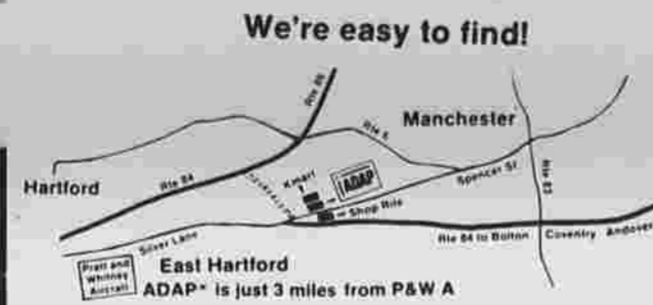 We're easy to find!
Rte 86
Rte 6
Manchester
Hartford
Rte 84
Kmart
ADAP
Spencer St.
Rte 83
Shop Rite
Silver Lane
Rte 84 to Bolton Coventry Andover
Pratt and
Whitney
Aircraft
East Hartford
ADAP* is just 3 miles from P&W A